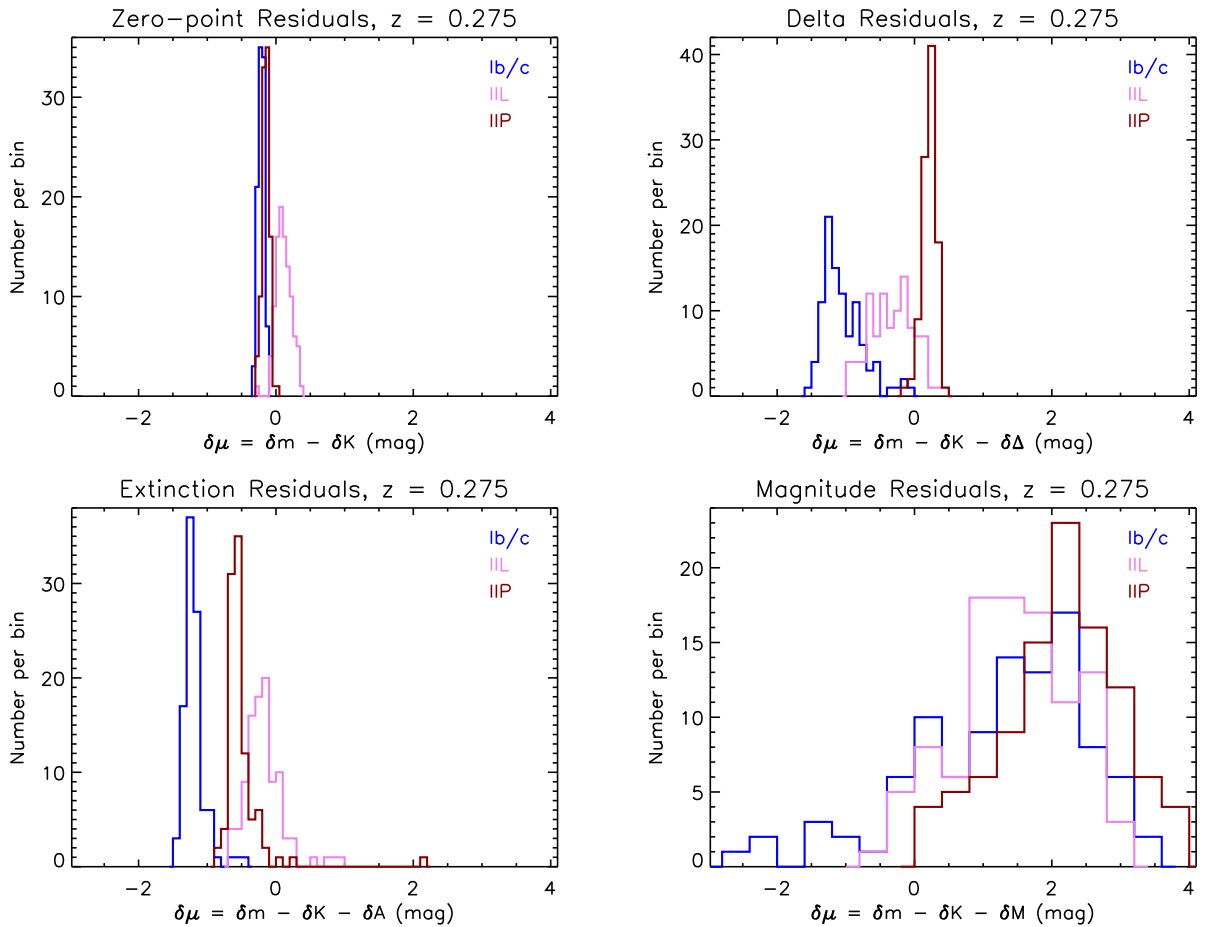 Zero-point Residuals, z = 0.275
Ib/c
IIL
IIP
30
20
10
0
Number per bin
-2 0 2 4
δμ = δm - δK (mag)
Delta Residuals, z = 0.275
Ib/c
IIL
IIP
40
30
20
10
0
Number per bin
-2 0 2 4
δμ = δm - δK - δΔ (mag)
Extinction Residuals, z = 0.275
Ib/c
IIL
IIP
30
20
10
0
Number per bin
-2 0 2 4
δμ = δm - δK - δA (mag)
Magnitude Residuals, z = 0.275
Ib/c
IIL
IIP
20
15
10
5
0
Number per bin
-2 0 2 4
δμ = δm - δK - δM (mag)